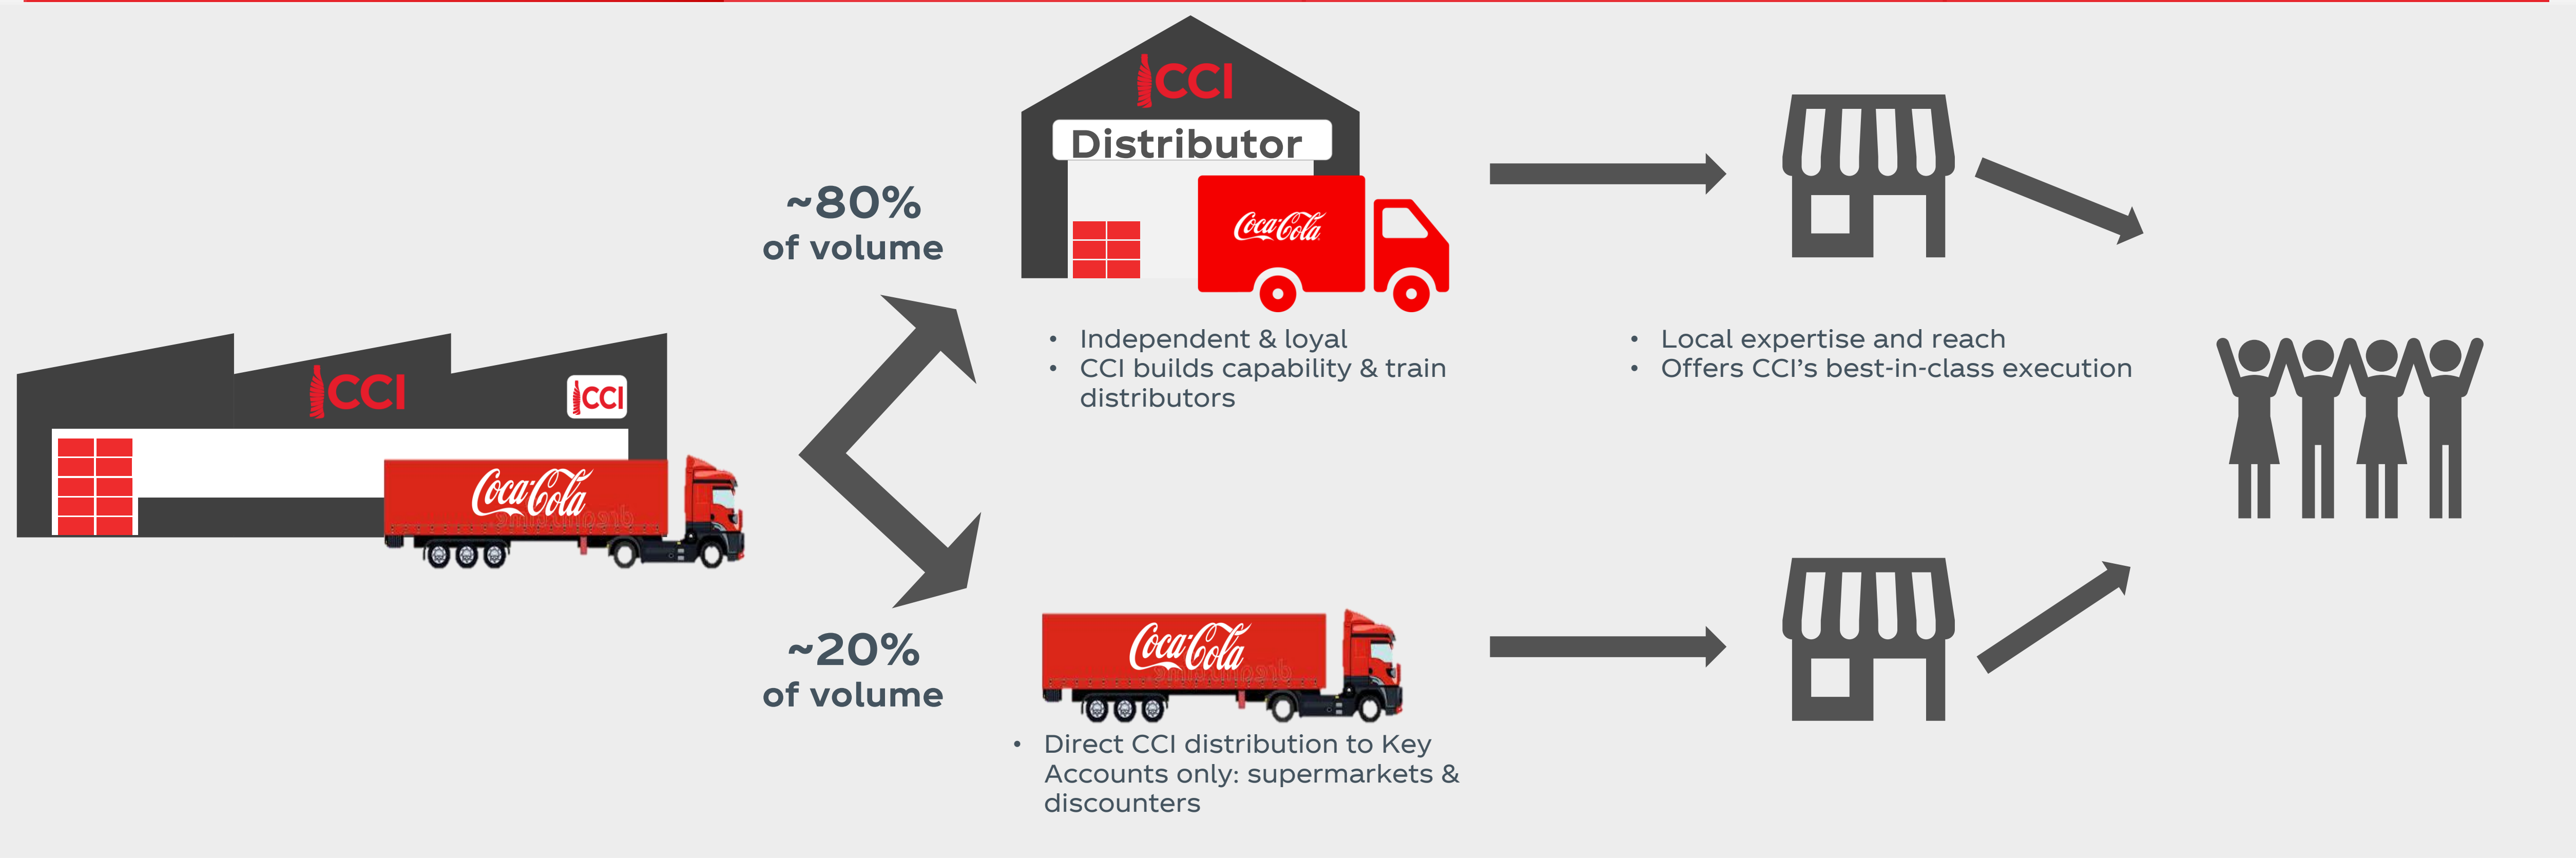 CCI
Distributor
Coca-Cola
~80%
of volume
• Independent & loyal
• CCI builds capability & train
distributors
• Local expertise and reach
• Offers CCI's best-in-class execution
CCI
CCI
Coca-Cola
~20%
of volume
Coca-Cola
• Direct CCI distribution to Key
Accounts only: supermarkets &
discounters